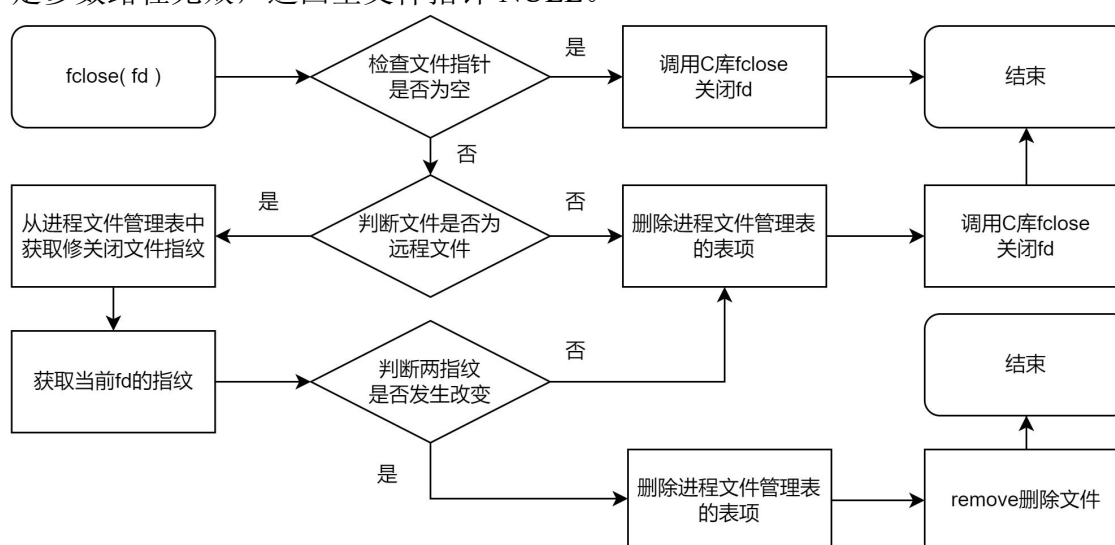 fclose( fd )
检查文件指针
是否为空
是
调用C库fclose
关闭fd
结束
否
从进程文件管理表中
获取修关闭文件指纹
是
判断文件是否为
远程文件
否
删除进程文件管理表
的表项
调用C库fclose
关闭fd
获取当前fd的指纹
判断两指纹
是否发生改变
否
结束
是
删除进程文件管理表
的表项
remove删除文件